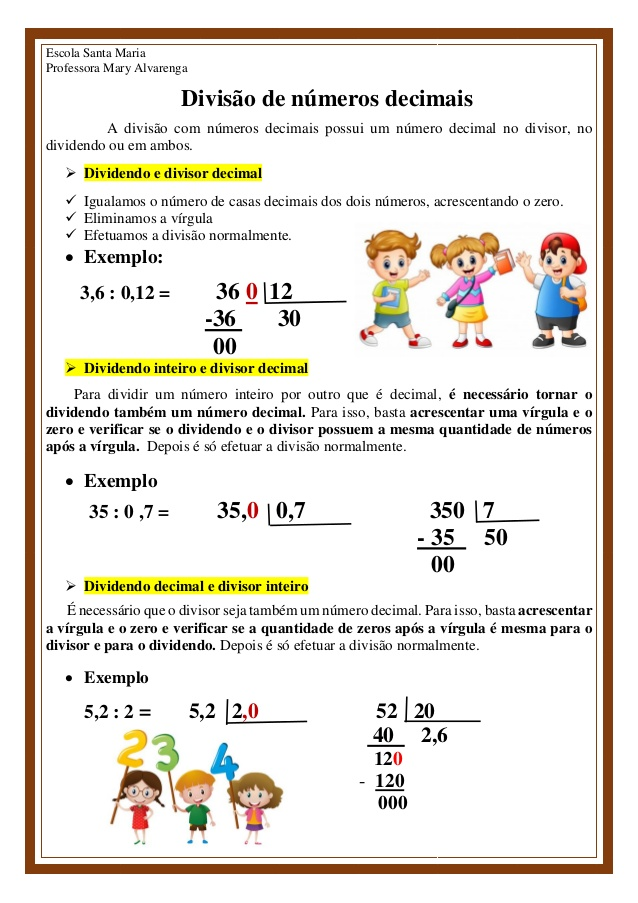 Escola Santa Maria
Professora Mary Alvarenga
Divisão de números decimais
A divisão com números decimais possui um número decimal no divisor, no
dividendo ou em ambos.
➢ Dividendo e divisor decimal
✓ Igualamos o número de casas decimais dos dois números, acrescentando o zero.
✓ Eliminamos a vírgula
✓ Efetuamos a divisão normalmente.
• Exemplo:
3,6 : 0,12 = 36 0 12
-36 30
00
➢ Dividendo inteiro e divisor decimal
Para dividir um número inteiro por outro que é decimal, é necessário tornar o
dividendo também um número decimal. Para isso, basta acrescentar uma vírgula e o
zero e verificar se o dividendo e o divisor possuem a mesma quantidade de números
após a vírgula. Depois é só efetuar a divisão normalmente.
• Exemplo
35 : 0 ,7 = 35,0 0,7 350 7
- 35 50
00
➢ Dividendo decimal e divisor inteiro
É necessário que o divisor seja também um número decimal. Para isso, basta acrescentar
a vírgula e o zero e verificar se a quantidade de zeros após a vírgula é mesma para o
divisor e para o dividendo. Depois é só efetuar a divisão normalmente.
• Exemplo
5,2 : 2 = 5,2 2,0 52 20
40 2,6
120
- 120
000
2 3 4